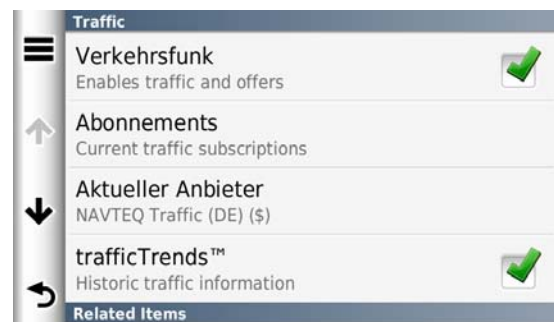 Traffic
Verkehrsfunk
Enables traffic and offers
Abonnements
Current traffic subscriptions
Aktueller Anbieter
NAVTEQ Traffic (DE) ($)
trafficTrends™
Historic traffic information
Related Items